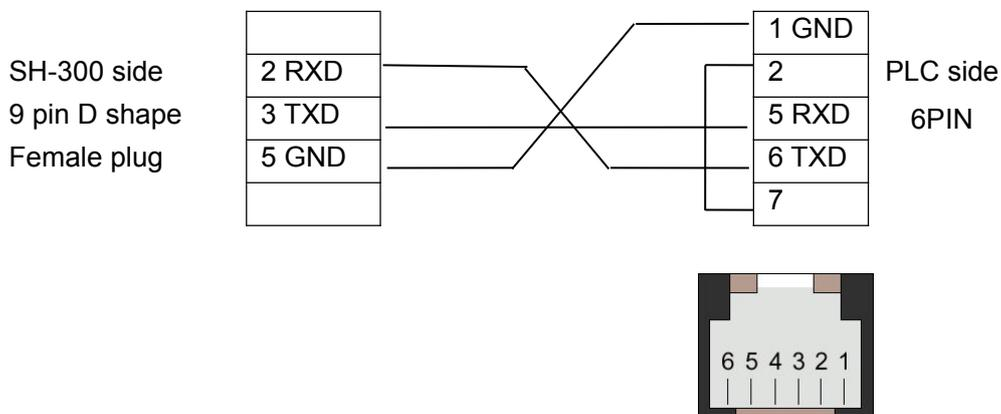 1 GND
SH-300 side
2 RXD
2
PLC side
9 pin D shape
3 TXD
5 RXD
6PIN
Female plug
5 GND
6 TXD
7
6 5 4 3 2 1